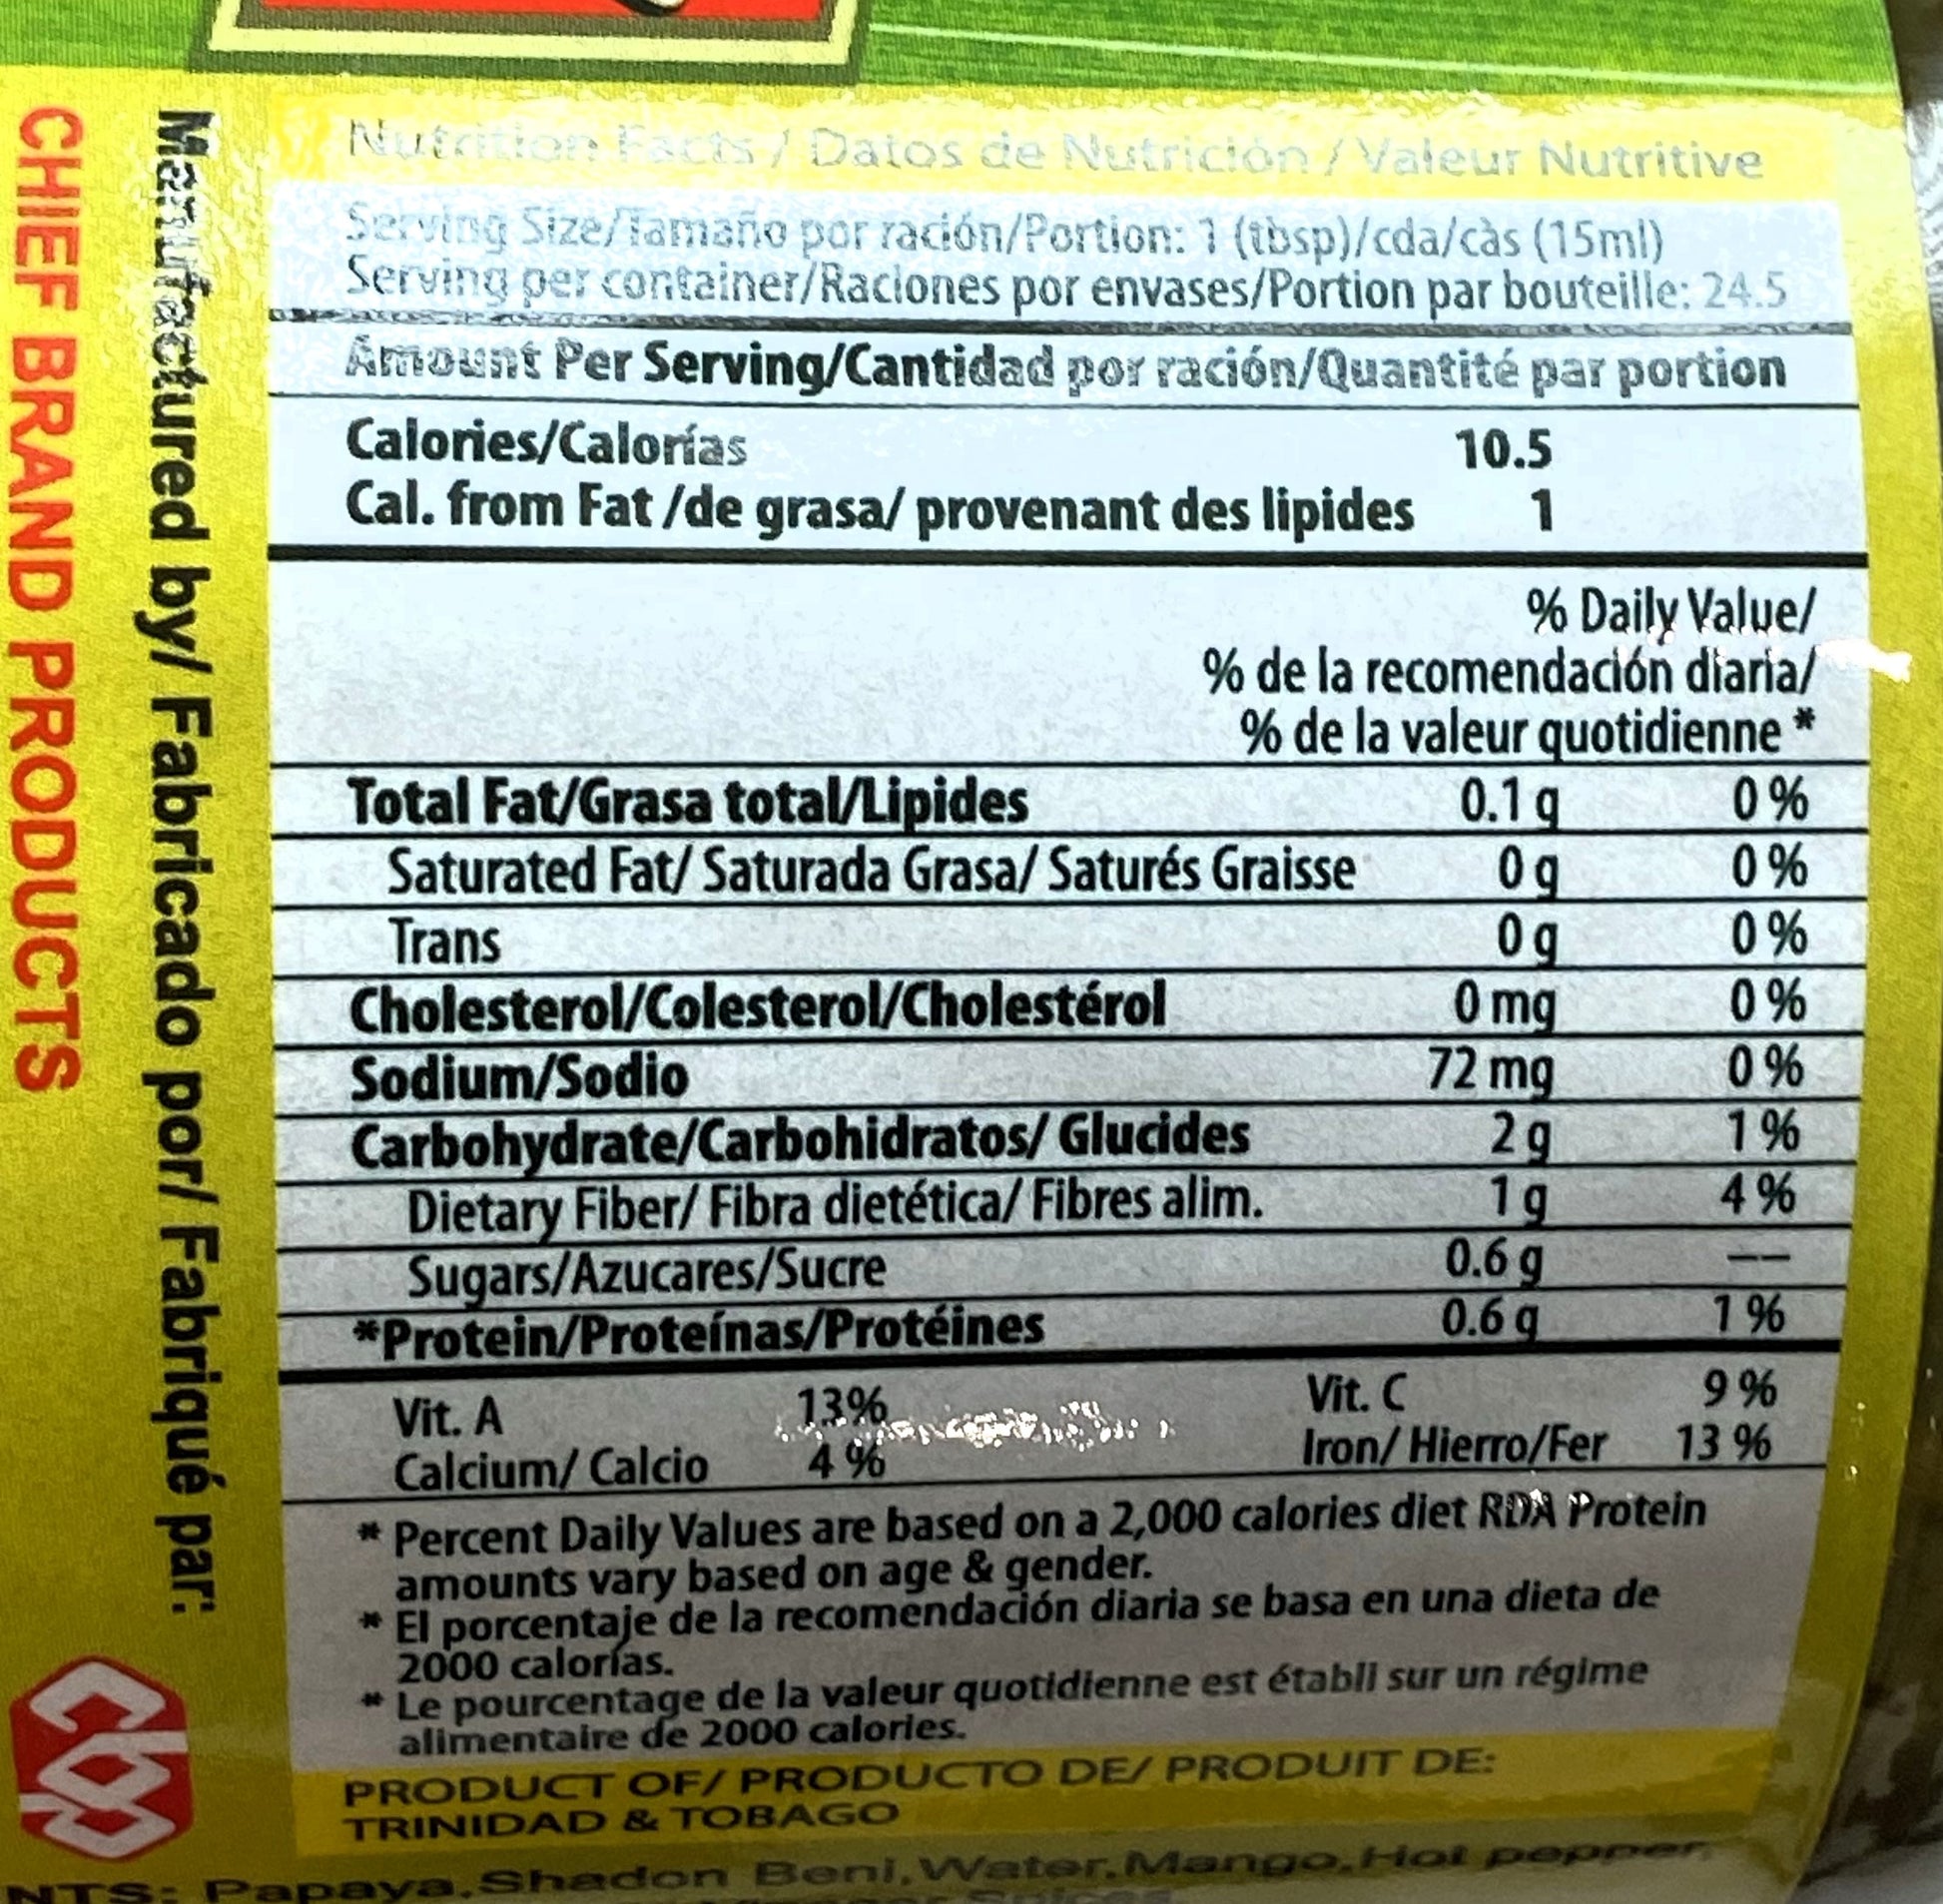 Nutrition Facts / Datos de Nutrición / Valeur Nutritive
Serving Size/Tamaño por ración/Portion: 1 (tbsp)/cda/càs (15ml)
Serving per container/Raciones por envases/Portion par bouteille: 24.5
Amount Per Serving/Cantidad por ración/Quantité par portion
Calories/Calorías 10.5
Cal. from Fat /de grasa/ provenant des lipides 1
% Daily Value/
% de la recomendación diaria/
% de la valeur quotidienne *
Total Fat/Grasa total/Lipides 0.1 g 0 %
Saturated Fat/ Saturada Grasa/ Saturés Graisse 0 g 0 %
Trans 0 g 0 %
Cholesterol/Colesterol/Cholestérol 0 mg 0 %
Sodium/Sodio 72 mg 0 %
Carbohydrate/Carbohidratos/ Glucides 2 g 1 %
Dietary Fiber/ Fibra dietética/ Fibres alim. 1 g 4 %
Sugars/Azucares/Sucre 0.6 g —–
*Protein/Proteínas/Protéines 0.6 g 1 %
Vit. A 13% Vit. C 9 %
Calcium/ Calcio 4 % Iron/ Hierro/Fer 13 %
* Percent Daily Values are based on a 2,000 calories diet RDA Protein
amounts vary based on age & gender.
* El porcentaje de la recomendación diaria se basa en una dieta de
2000 calorías.
* Le pourcentage de la valeur quotidienne est établi sur un régime
alimentaire de 2000 calories.
PRODUCT OF/ PRODUCTO DE/ PRODUIT DE:
TRINIDAD & TOBAGO
NTS: Papaya, Shadon Beni, Water, Mango, Hot pepper,
Spices
Manufactured by/ Fabricado por/ Fabriqué par:
CHIEF BRAND PRODUCTS